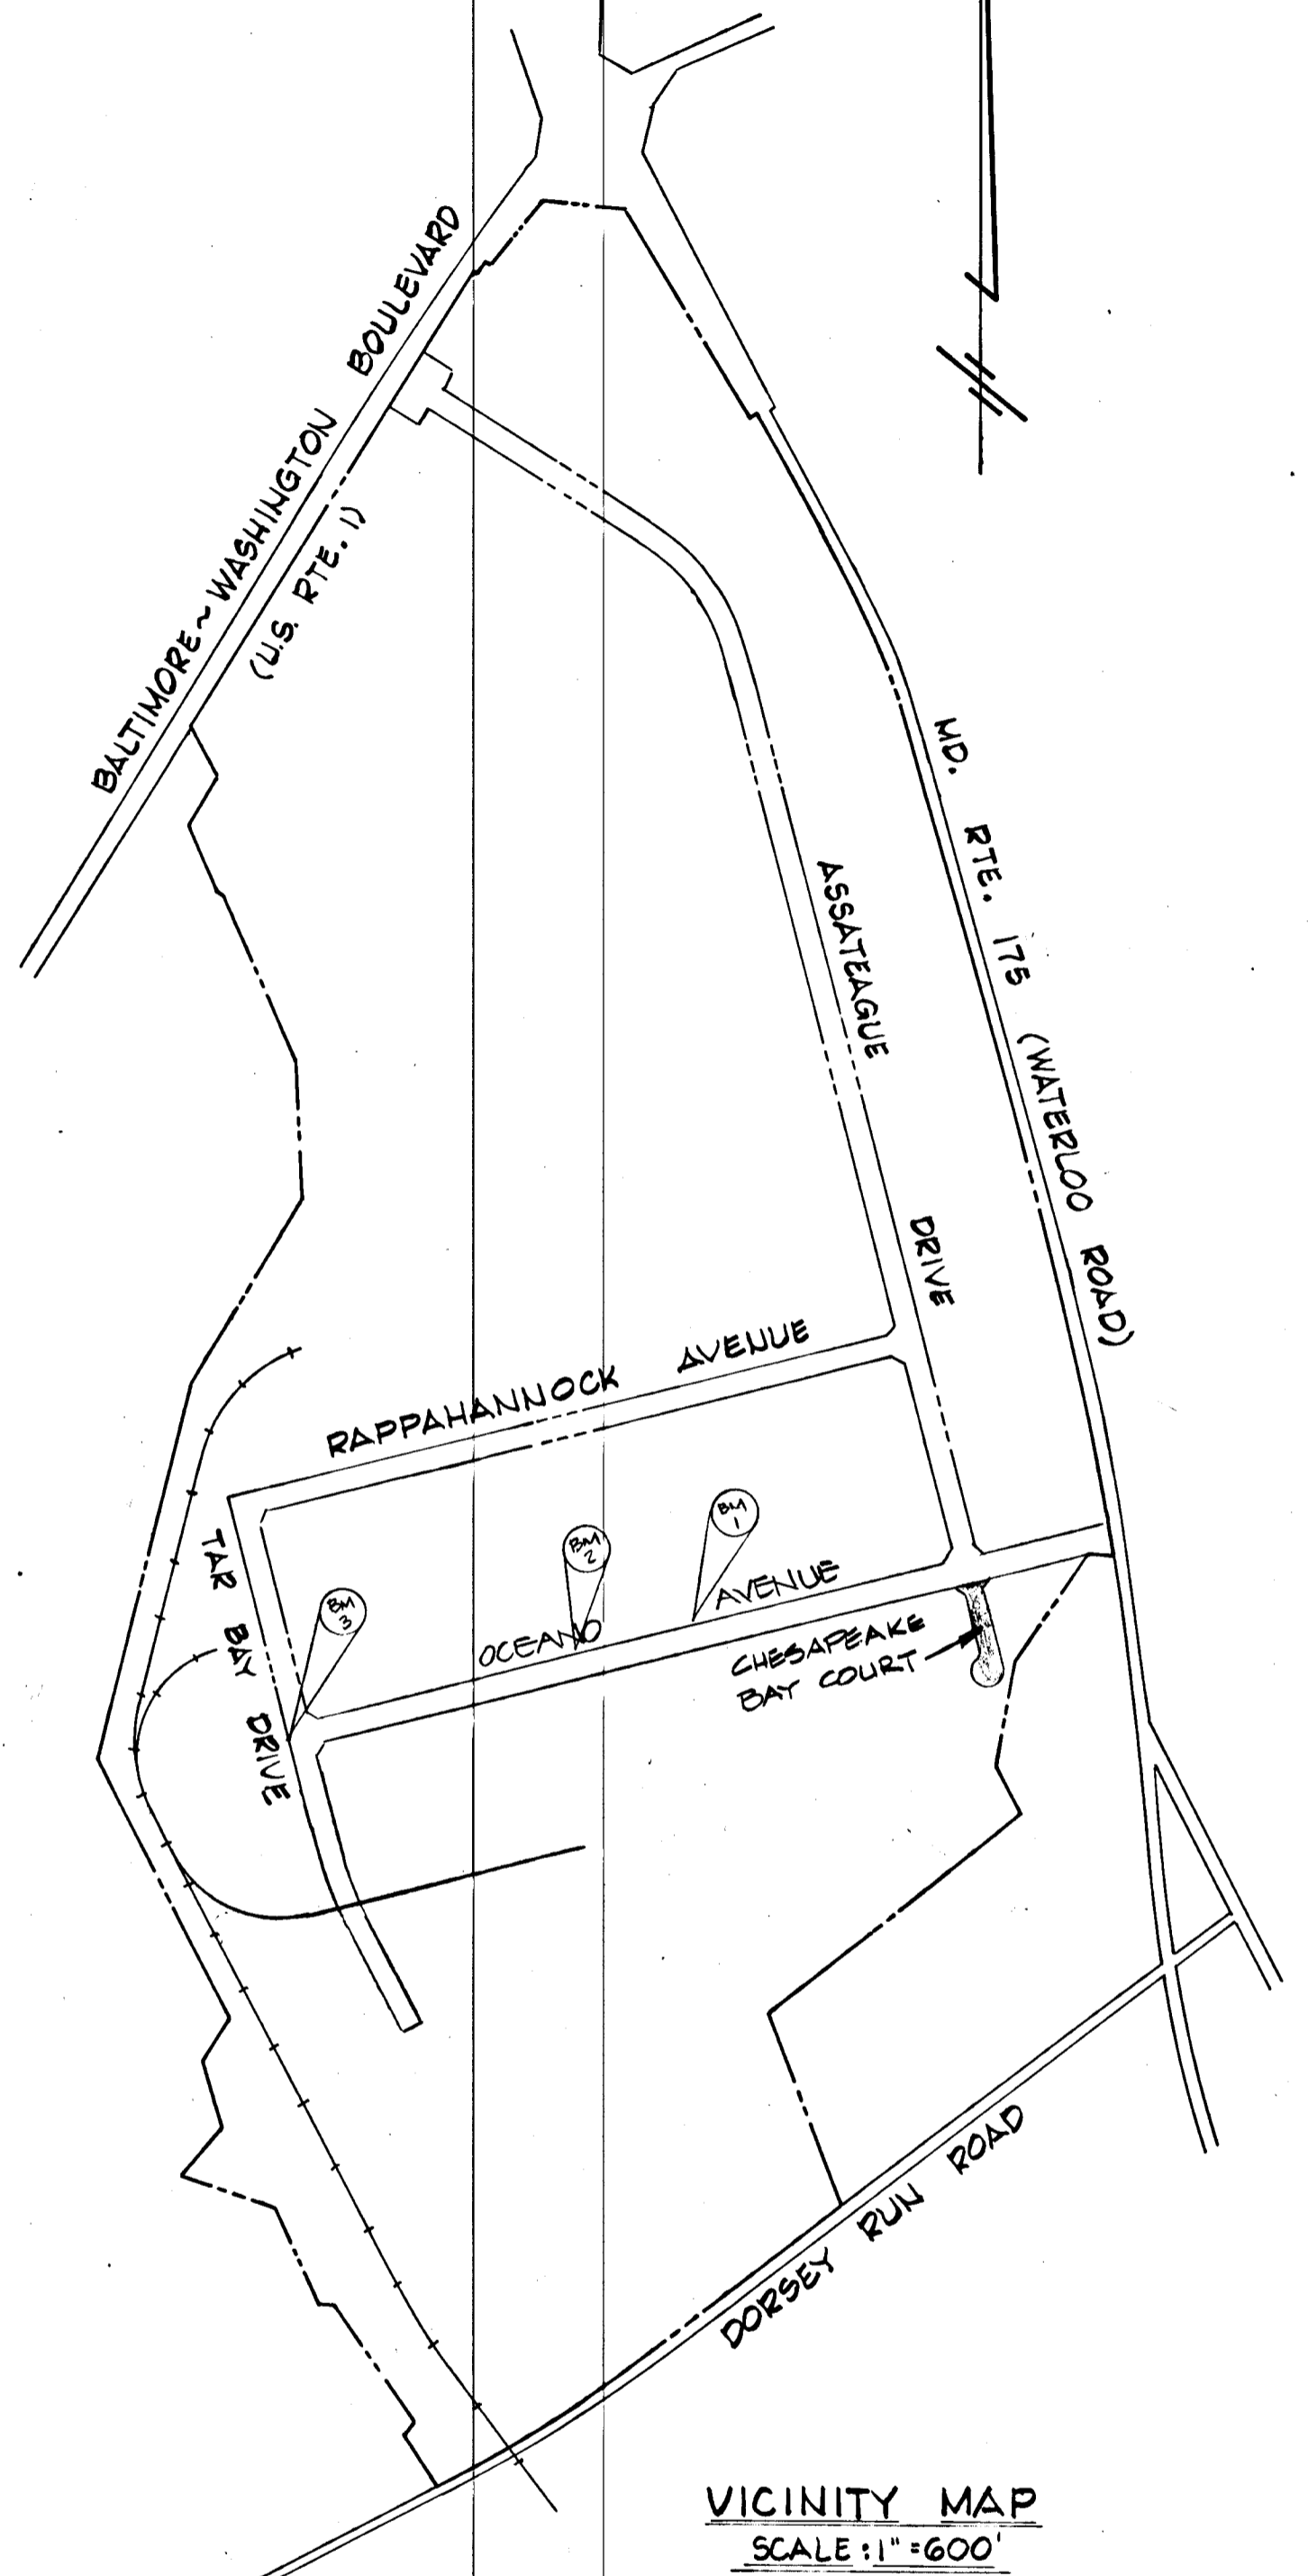 BALTIMORE ~ WASHINGTON BOULEVARD
(U.S. RTE. 1)
MD. RTE. 175 (WATERLOO ROAD)
ASSATEAGUE DRIVE
RAPPAHANNOCK AVENUE
TAR BAY DRIVE
BM
1
BM
2
BM
3
OCEANO AVENUE
CHESAPEAKE
BAY COURT
DORSEY RUN ROAD
VICINITY MAP
SCALE : 1" = 600'